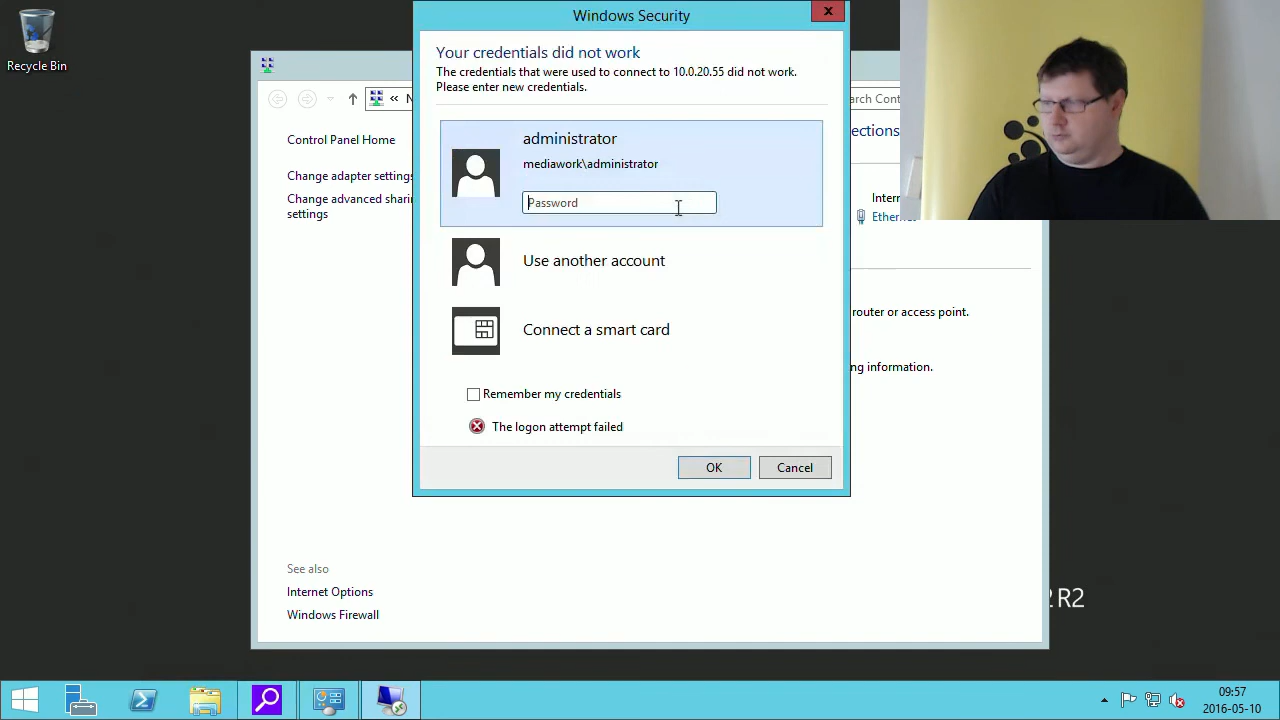 Recycle Bin
Windows Security
Your credentials did not work
The credentials that were used to connect to 10.0.20.55 did not work.
Please enter new credentials.
administrator
mediawork\administrator
Password
Use another account
Connect a smart card
Remember my credentials
The logon attempt failed
OK
Cancel
« N
arch Cont
Control Panel Home
Change adapter settings
Change advanced sharin
settings
ections
Intern
Ethern
router or access point.
ng information.
See also
Internet Options
Windows Firewall
2 R2
09:57
2016-05-10